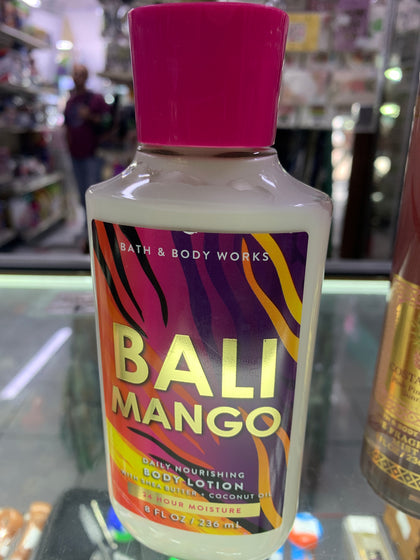 BATH & BODY WORKS
BALI
MANGO
DAILY NOURISHING
BODY LOTION
WITH SHEA BUTTER + COCONUT OIL
24 HOUR MOISTURE
8 FL OZ / 236 mL